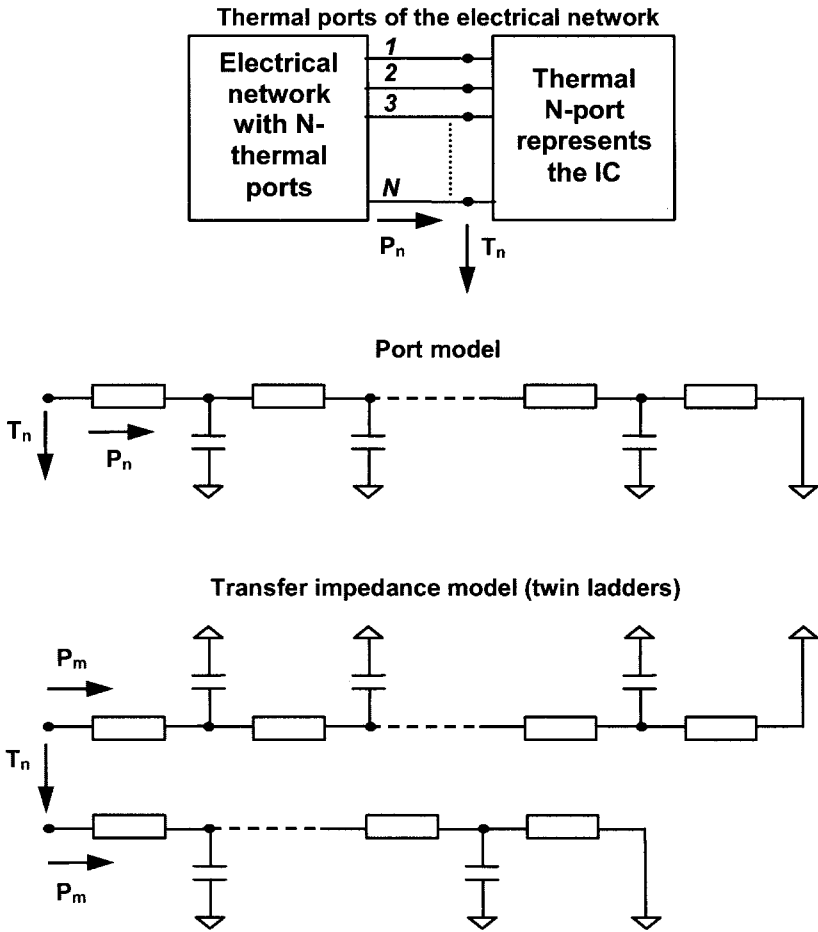 Thermal ports of the electrical network
Electrical
network
with N-
thermal
ports
1
2
3
N
Thermal
N-port
represents
the IC
Pn
Tn
Port model
Tn
Pn
Transfer impedance model (twin ladders)
Pm
Tn
Pm